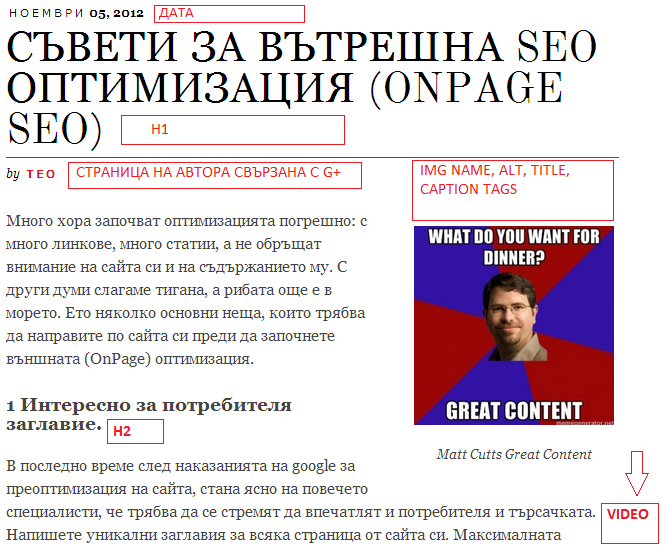 НОЕМВРИ 05, 2012 ДАТА
СЪВЕТИ ЗА ВЪТРЕШНА SEO
ОПТИМИЗАЦИЯ (ONPAGE
SEO) H1
by ТЕО СТРАНИЦА НА АВТОРА СВЪРЗАНА С G+
IMG NAME, ALT, TITLE,
CAPTION TAGS
WHAT DO YOU WANT FOR
DINNER?
GREAT CONTENT
memegenerator.net
Matt Cutts Great Content
Много хора започват оптимизацията погрешно: с
много линкове, много статии, а не обръщат
внимание на сайта си и на съдържанието му. С
други думи слагаме тигана, а рибата още е в
морето. Ето няколко основни неща, които трябва
да направите по сайта си преди да започнете
външната (OnPage) оптимизация.
1 Интересно за потребителя
заглавие. H2
В последно време след наказанията на google за
преоптимизация на сайта, стана ясно на повечето
специалисти, че трябва да се стремят да впечатлят и потребителя и търсачката.
VIDEO
Напишете уникални заглавия за всяка страница от сайта си. Максималната